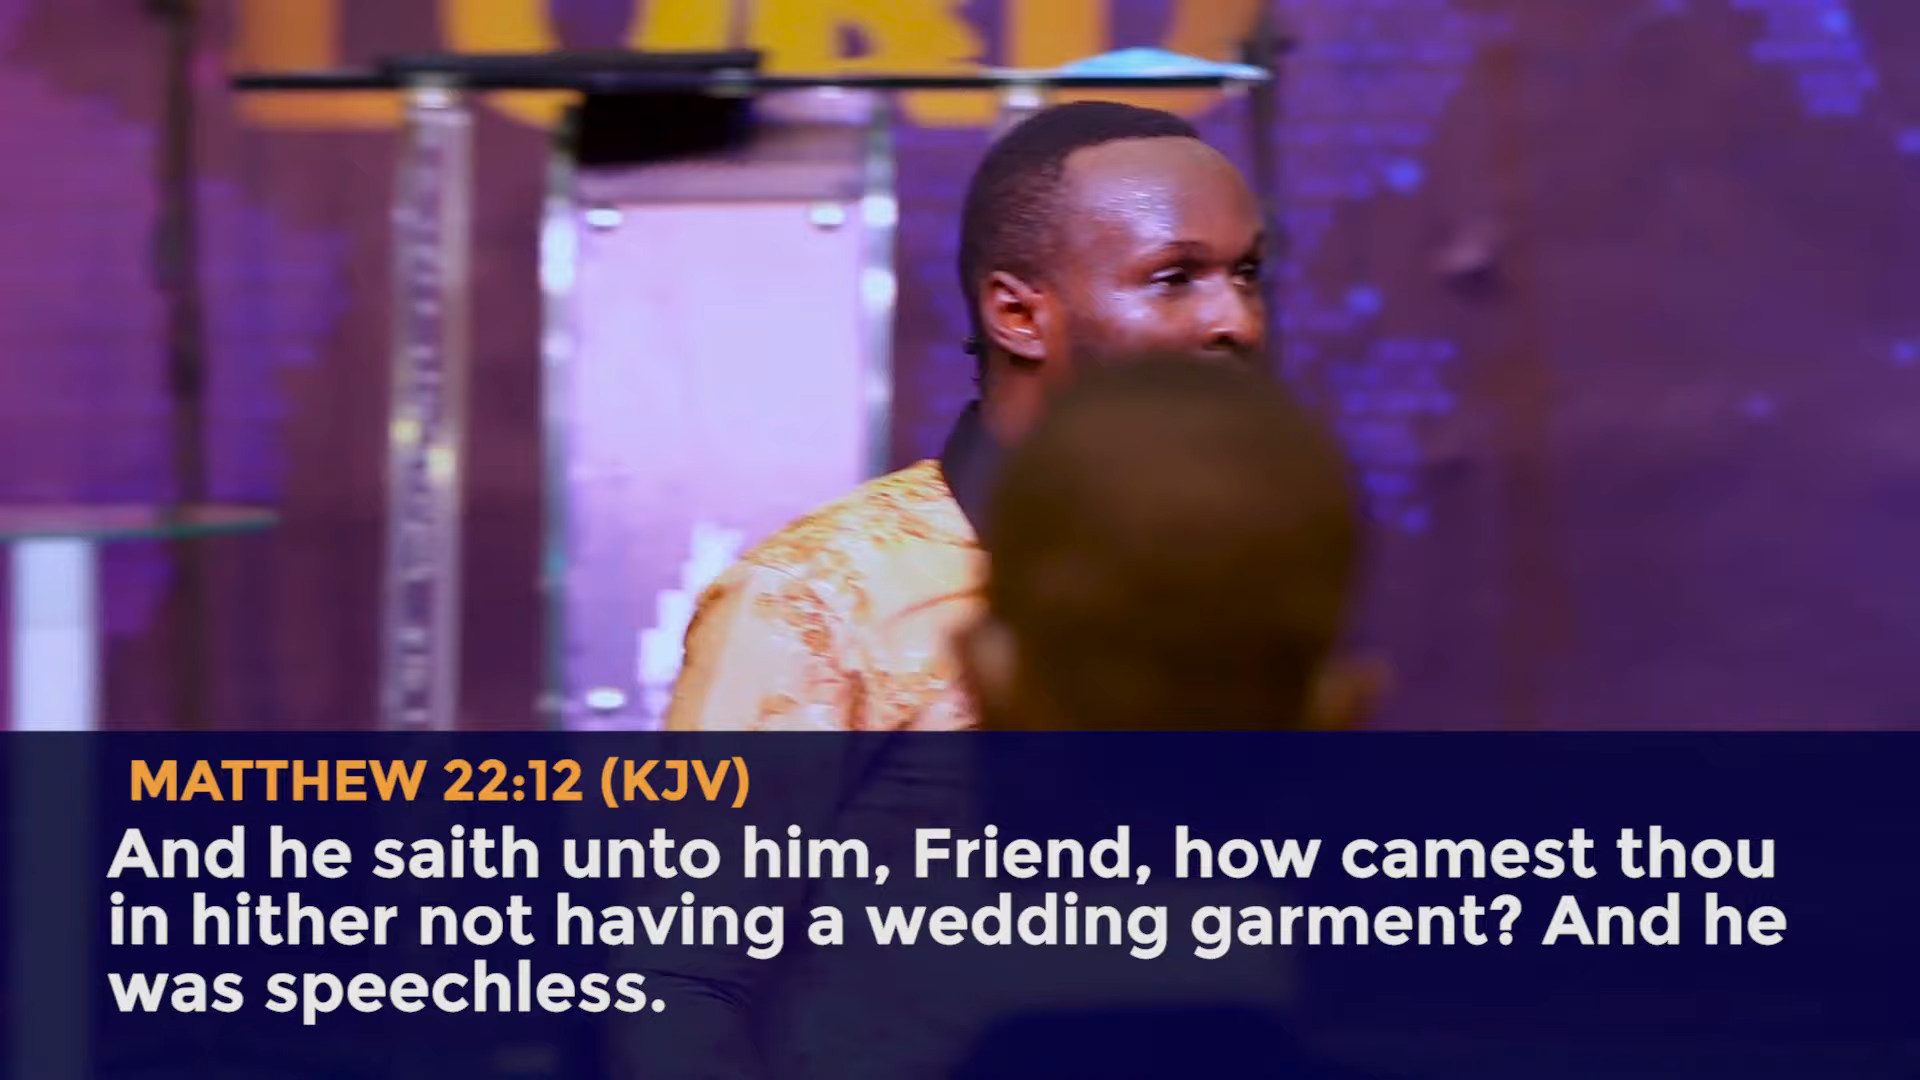 MATTHEW 22:12 (KJV)
And he saith unto him, Friend, how camest thou
in hither not having a wedding garment? And he
was speechless.